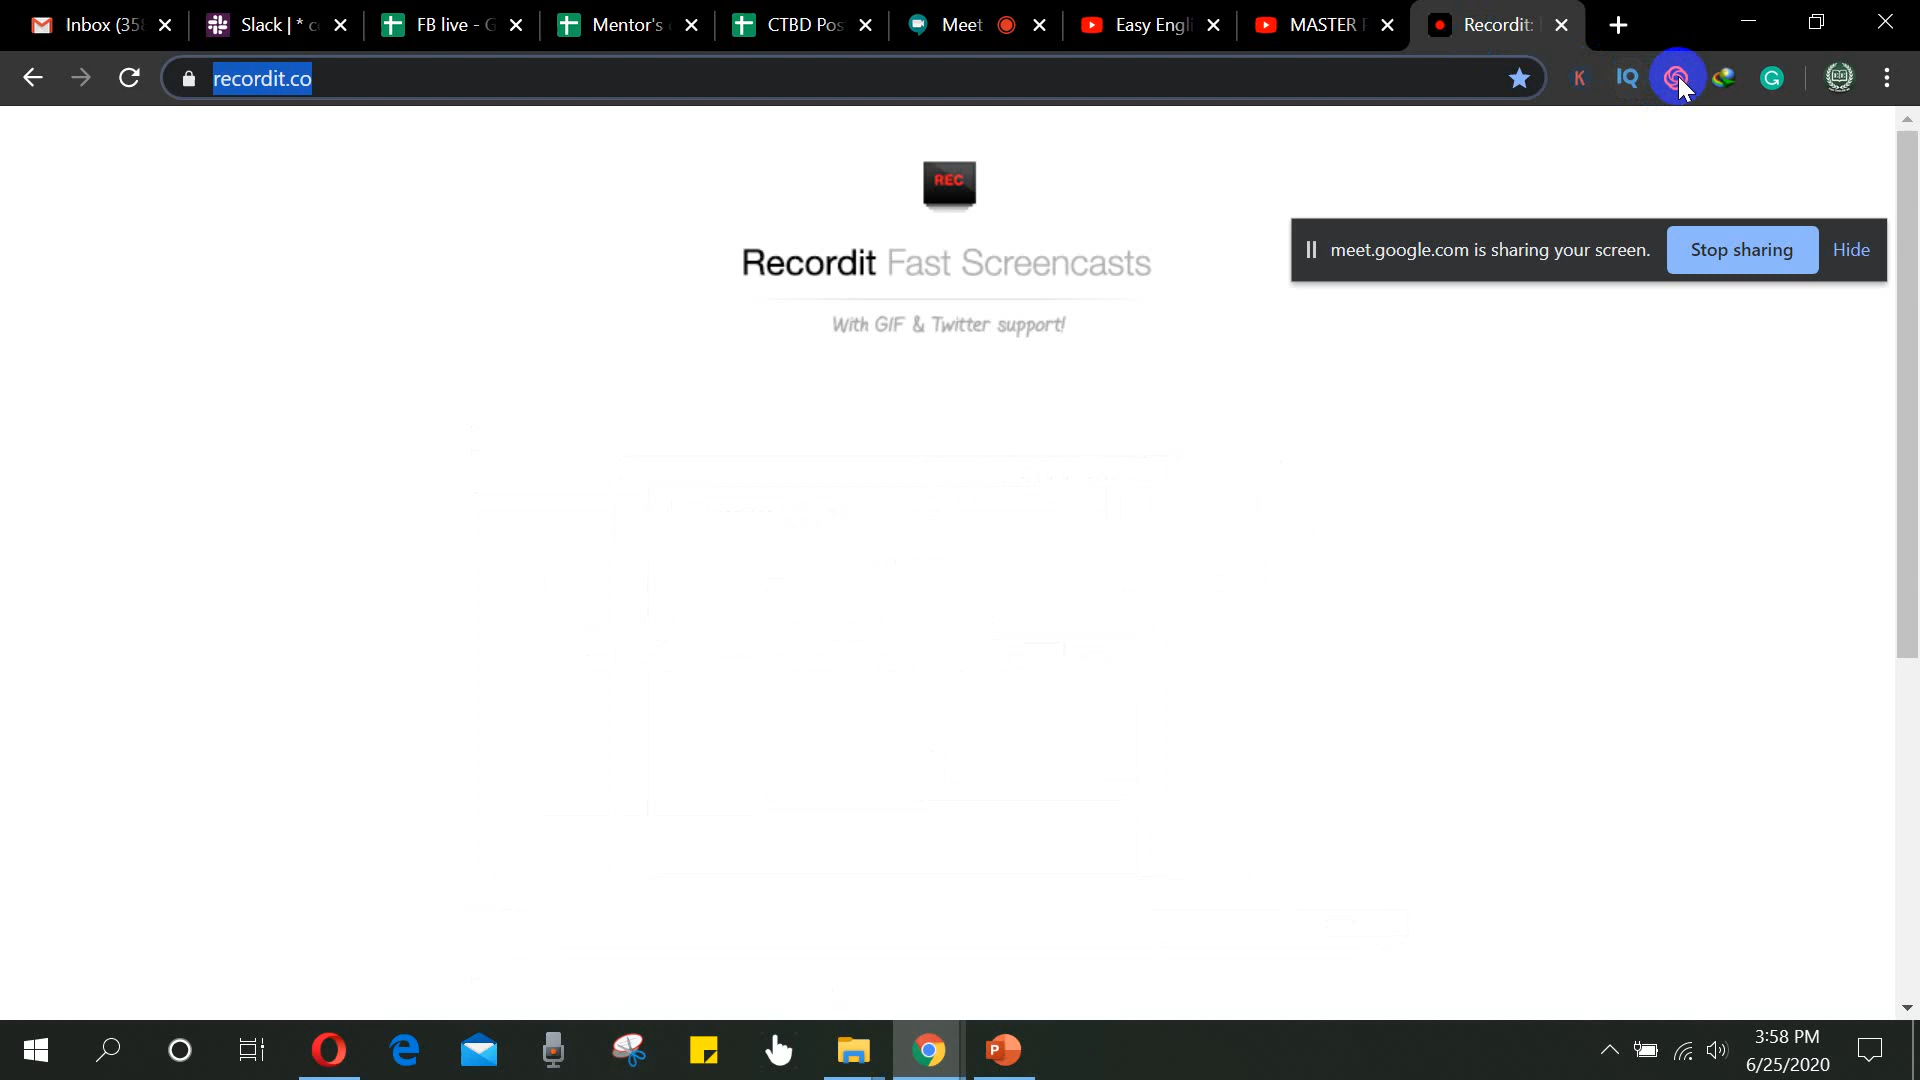 Inbox (35
Slack | * c
FB live - G
Mentor's
CTBD Pos
Meet
Easy Engli
MASTER F
Recordit:
recordit.co
K
IQ
G
REC
Recordit Fast Screencasts
With GIF & Twitter support!
meet.google.com is sharing your screen.
Stop sharing
Hide
3:58 PM
6/25/2020